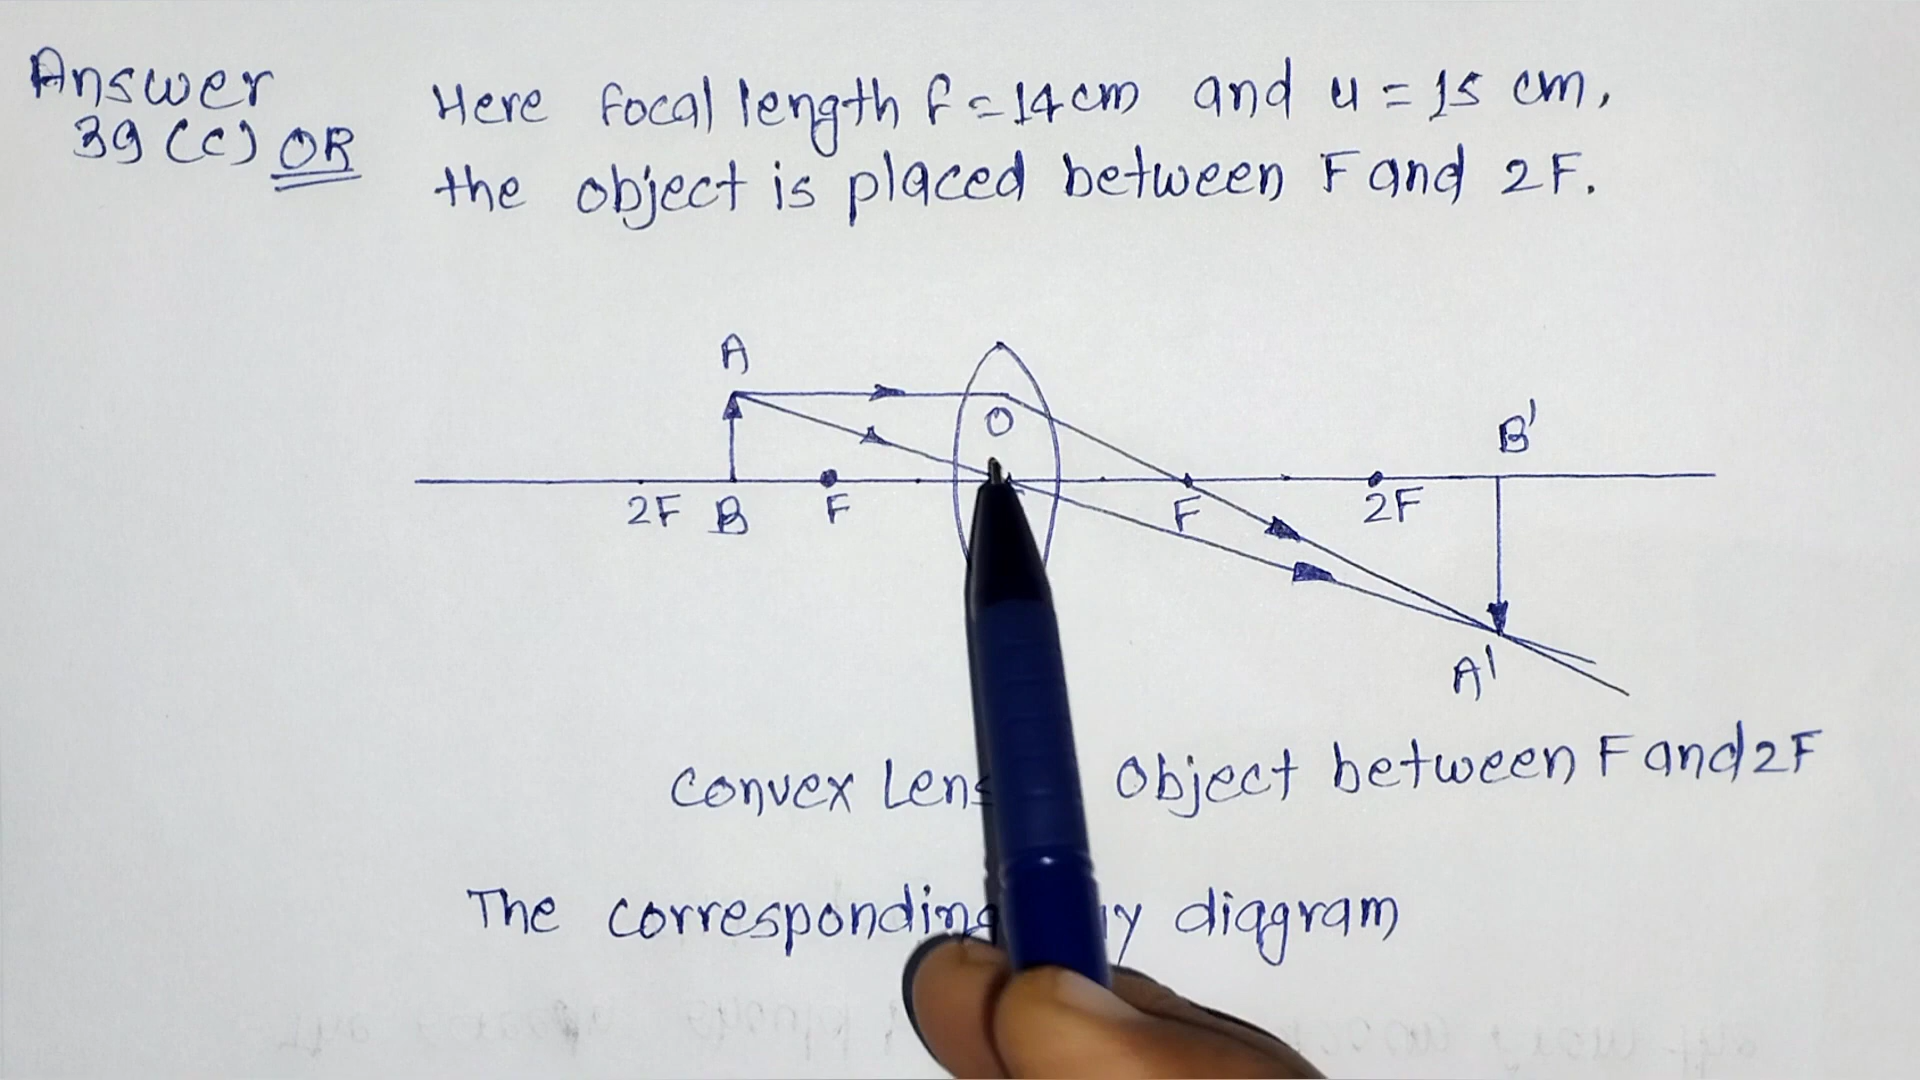 Answer
39 (c) OR
Here focal length f = 14 cm and u = 15 cm,
the object is placed between F and 2F.
A
O
B'
2F B F F 2F
A'
Convex Lens Object between F and 2F
The corresponding diagram